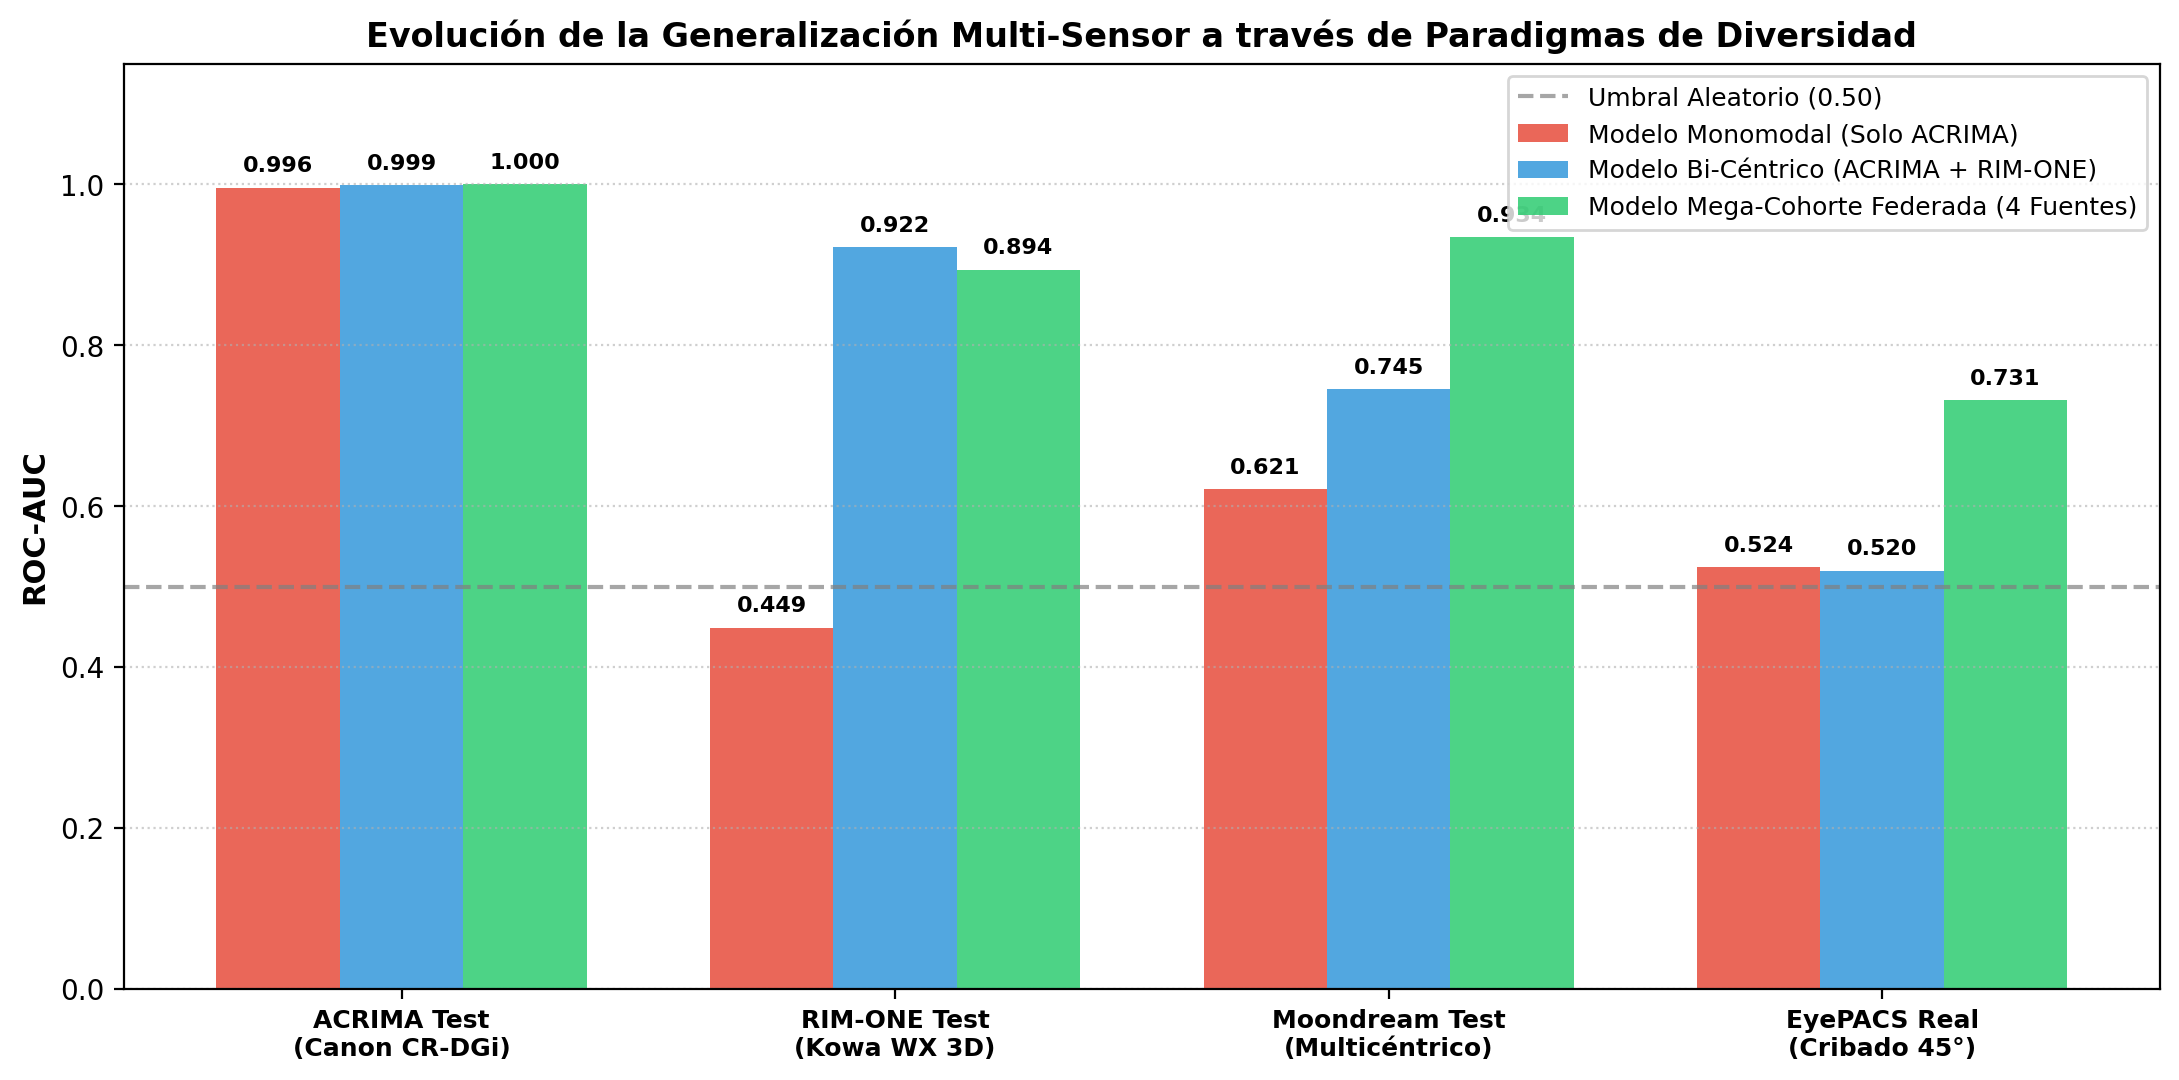 Evolución de la Generalización Multi-Sensor a través de Paradigmas de Diversidad
Umbral Aleatorio (0.50)
Modelo Monomodal (Solo ACRIMA)
Modelo Bi-Céntrico (ACRIMA + RIM-ONE)
Modelo Mega-Cohorte Federada (4 Fuentes)
ROC-AUC
1.0
0.8
0.6
0.4
0.2
0.0
0.996
0.999
1.000
0.449
0.922
0.894
0.621
0.745
0.934
0.524
0.520
0.731
ACRIMA Test
(Canon CR-DGi)
RIM-ONE Test
(Kowa WX 3D)
Moondream Test
(Multicéntrico)
EyePACS Real
(Cribado 45°)